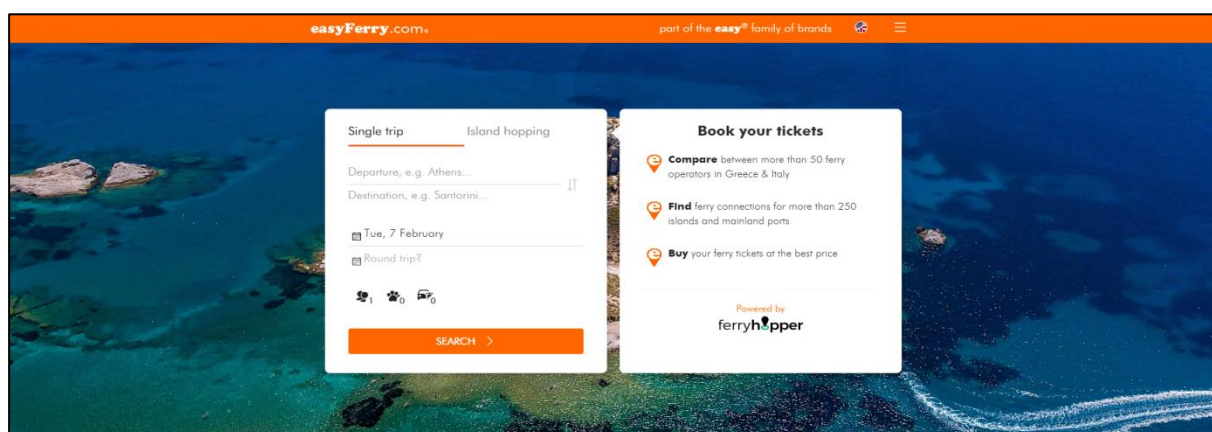 easyFerry.com®
part of the easy® family of brands
Single trip
Island hopping
Departure, e.g. Athens...
Destination, e.g. Santorini...
Tue, 7 February
Round trip?
1
0
0
SEARCH
Book your tickets
Compare between more than 50 ferry
operators in Greece & Italy
Find ferry connections for more than 250
islands and mainland ports
Buy your ferry tickets at the best price
Powered by
ferryhopper